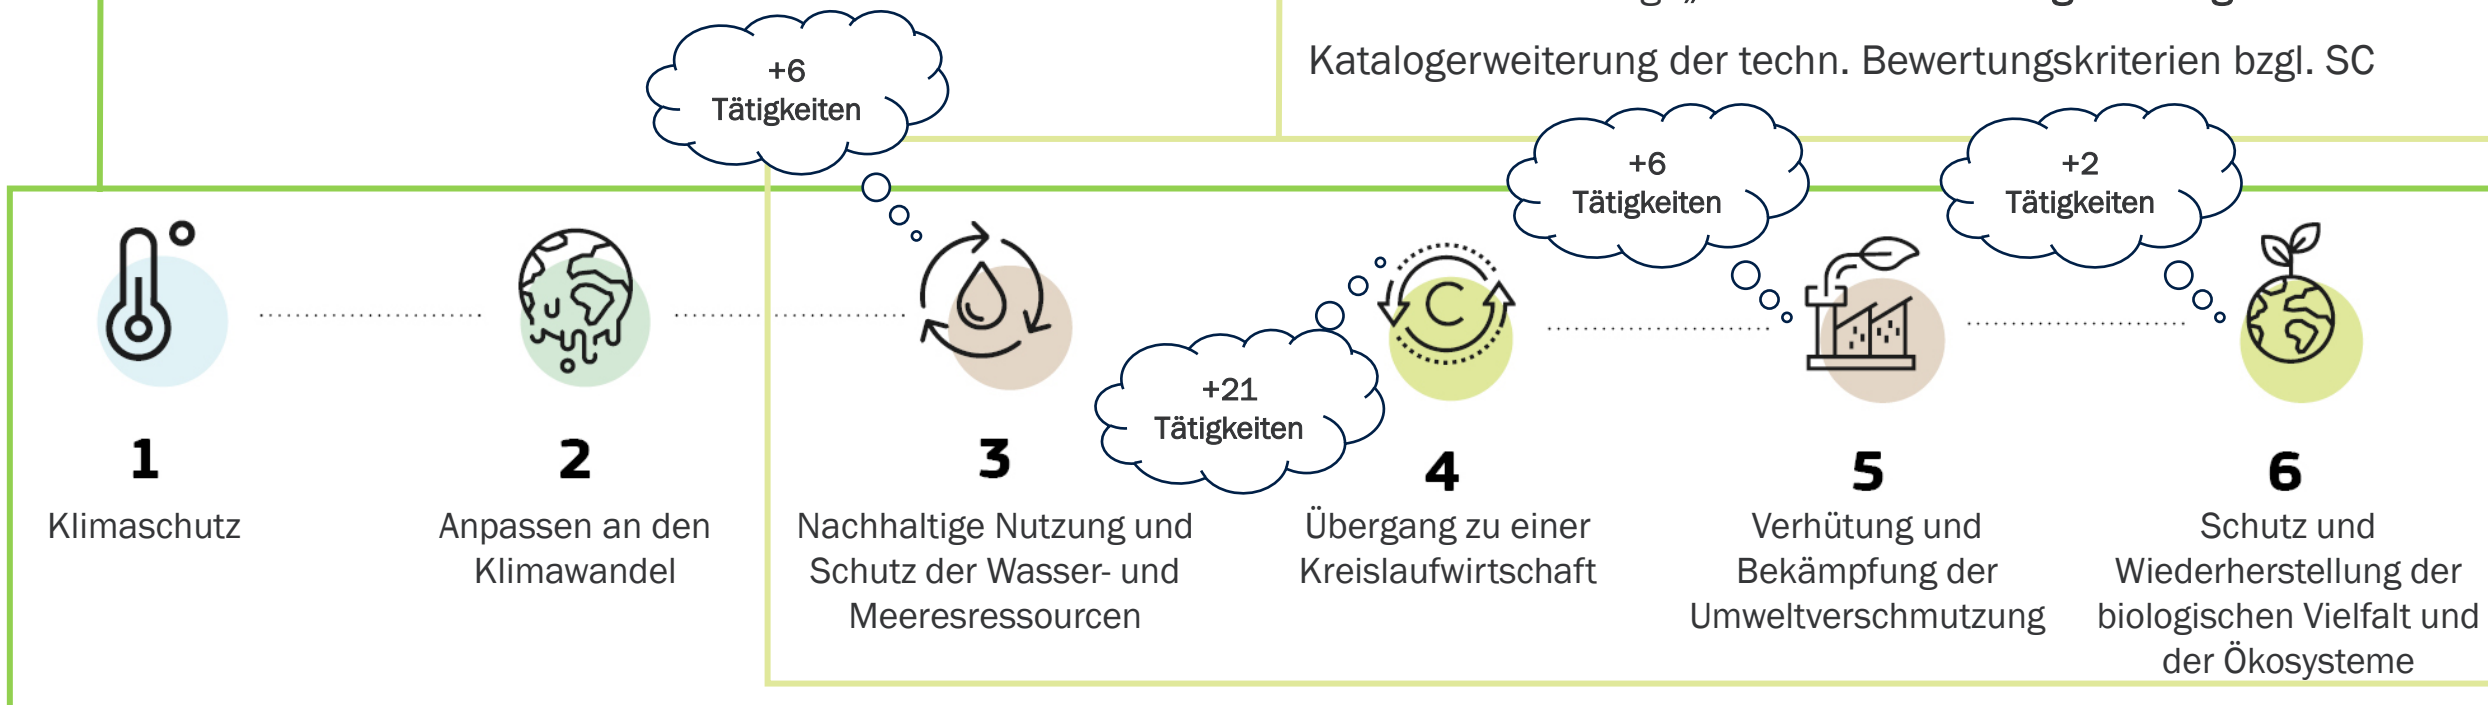 Katalogerweiterung der techn. Bewertungskriterien bzgl. SC
+6
Tätigkeiten
+6
Tätigkeiten
+2
Tätigkeiten
+21
Tätigkeiten
C
1
Klimaschutz
2
Anpassen an den
Klimawandel
3
Nachhaltige Nutzung und
Schutz der Wasser- und
Meeresressourcen
4
Übergang zu einer
Kreislaufwirtschaft
5
Verhütung und
Bekämpfung der
Umweltverschmutzung
6
Schutz und
Wiederherstellung der
biologischen Vielfalt und
der Ökosysteme